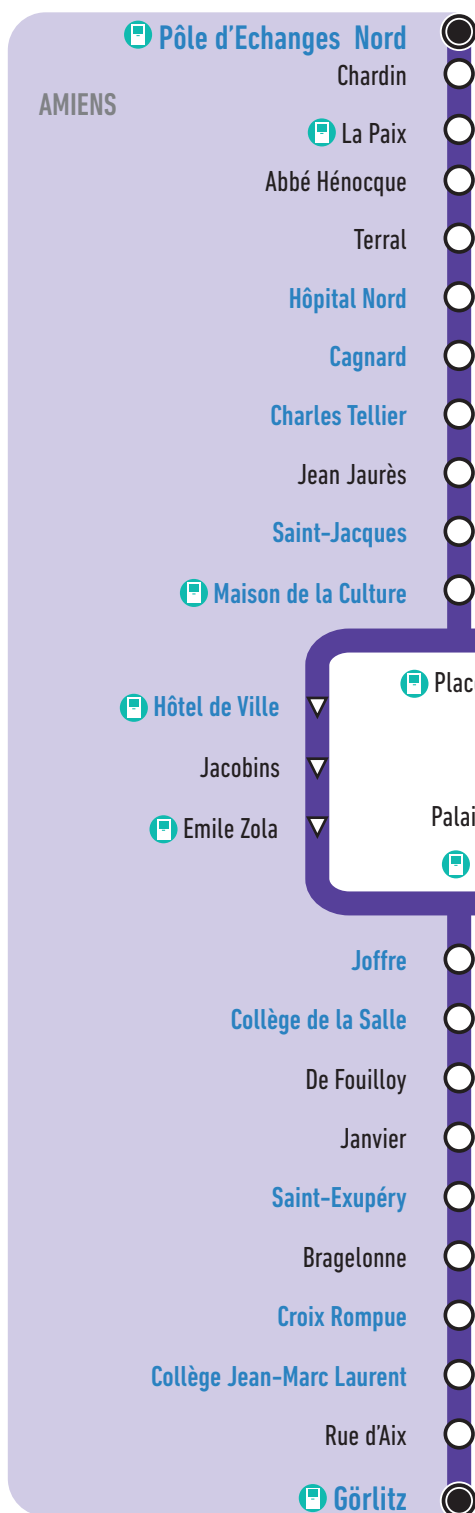 Pôle d'Echanges Nord
Chardin
AMIENS
La Paix
Abbé Hénocque
Terral
Hôpital Nord
Cagnard
Charles Tellier
Jean Jaurès
Saint-Jacques
Maison de la Culture
Plac
Hôtel de Ville
Jacobins
Emile Zola
Palai
Joffre
Collège de la Salle
De Fouilloy
Janvier
Saint-Exupéry
Bragelonne
Croix Rompue
Collège Jean-Marc Laurent
Rue d'Aix
Görlitz